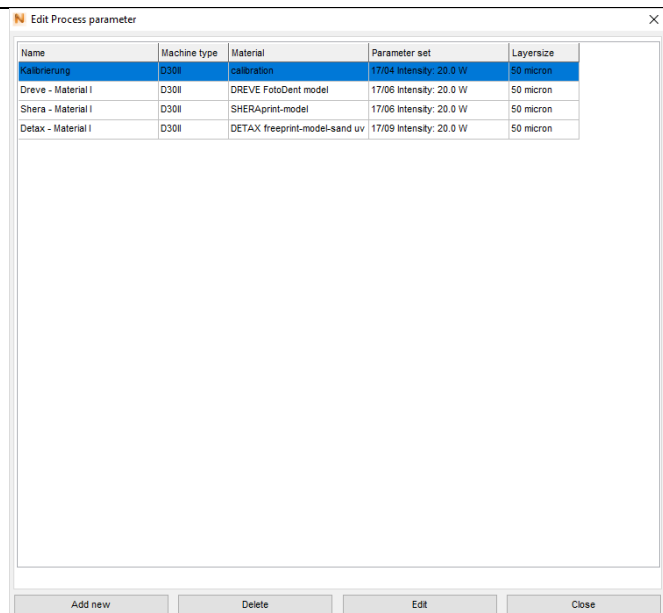 Edit Process parameter
Name Machine type Material Parameter set Layersize
Kalibrierung D30II calibration 17/04 Intensity: 20.0 W 50 micron
Dreve - Material I D30II DREVE FotoDent model 17/06 Intensity: 20.0 W 50 micron
Shera - Material I D30II SHERAprint-model 17/06 Intensity: 20.0 W 50 micron
Detax - Material I D30II DETAX freeprint-model-sand uv 17/09 Intensity: 20.0 W 50 micron
Add new Delete Edit Close